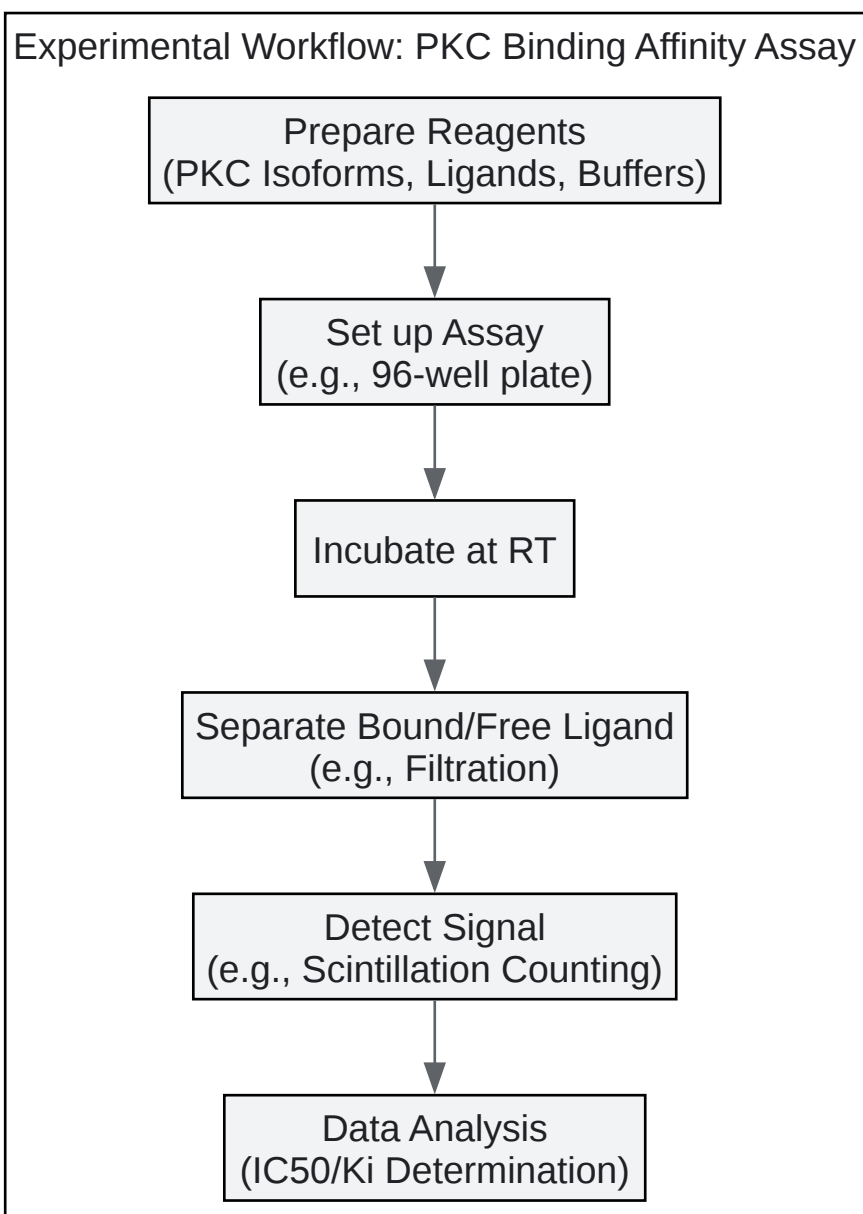 Experimental Workflow: PKC Binding Affinity Assay
Prepare Reagents
(PKC Isoforms, Ligands, Buffers)
Set up Assay
(e.g., 96-well plate)
Incubate at RT
Separate Bound/Free Ligand
(e.g., Filtration)
Detect Signal
(e.g., Scintillation Counting)
Data Analysis
(IC50/Ki Determination)